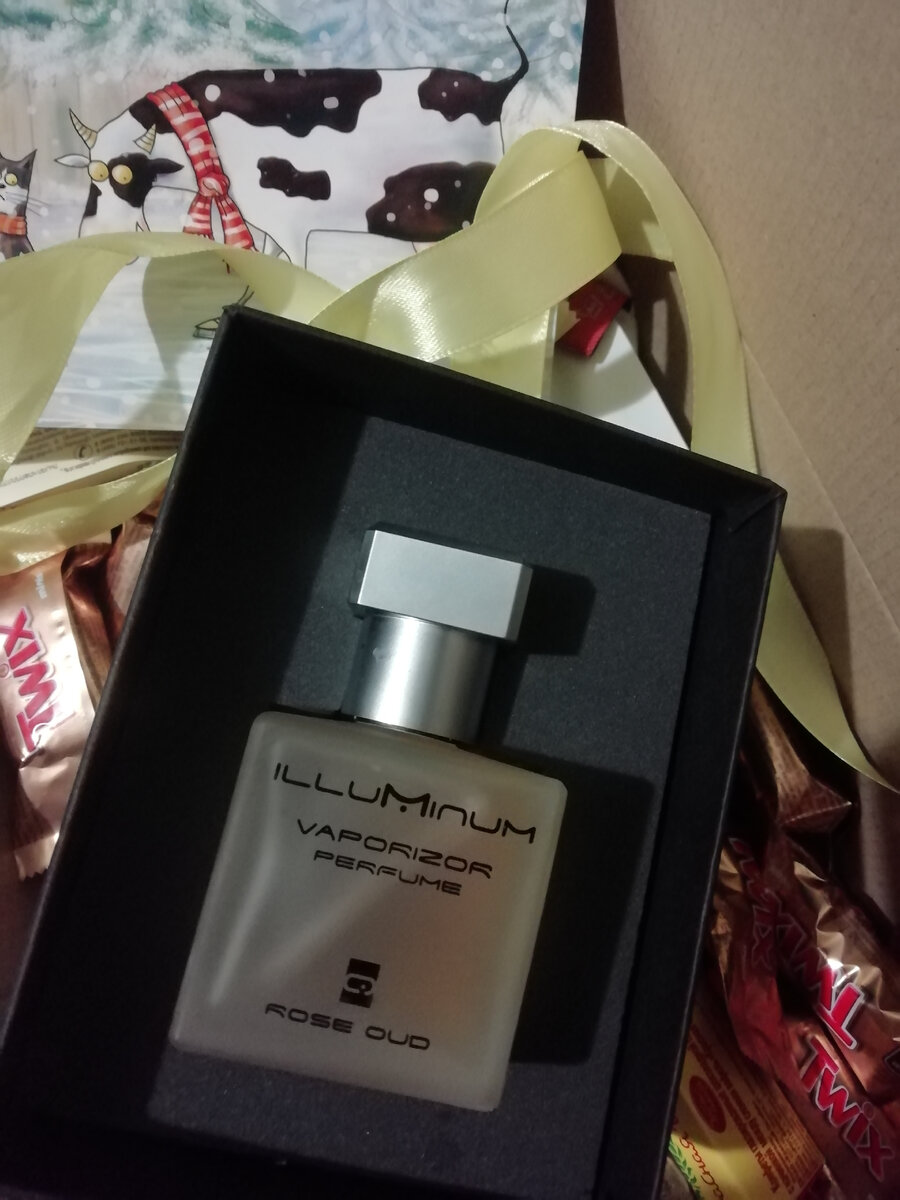 ILLUMINUM
VAPORIZOR
PERFUME
ROSE OUD
TWIX
TWIX
TWIX